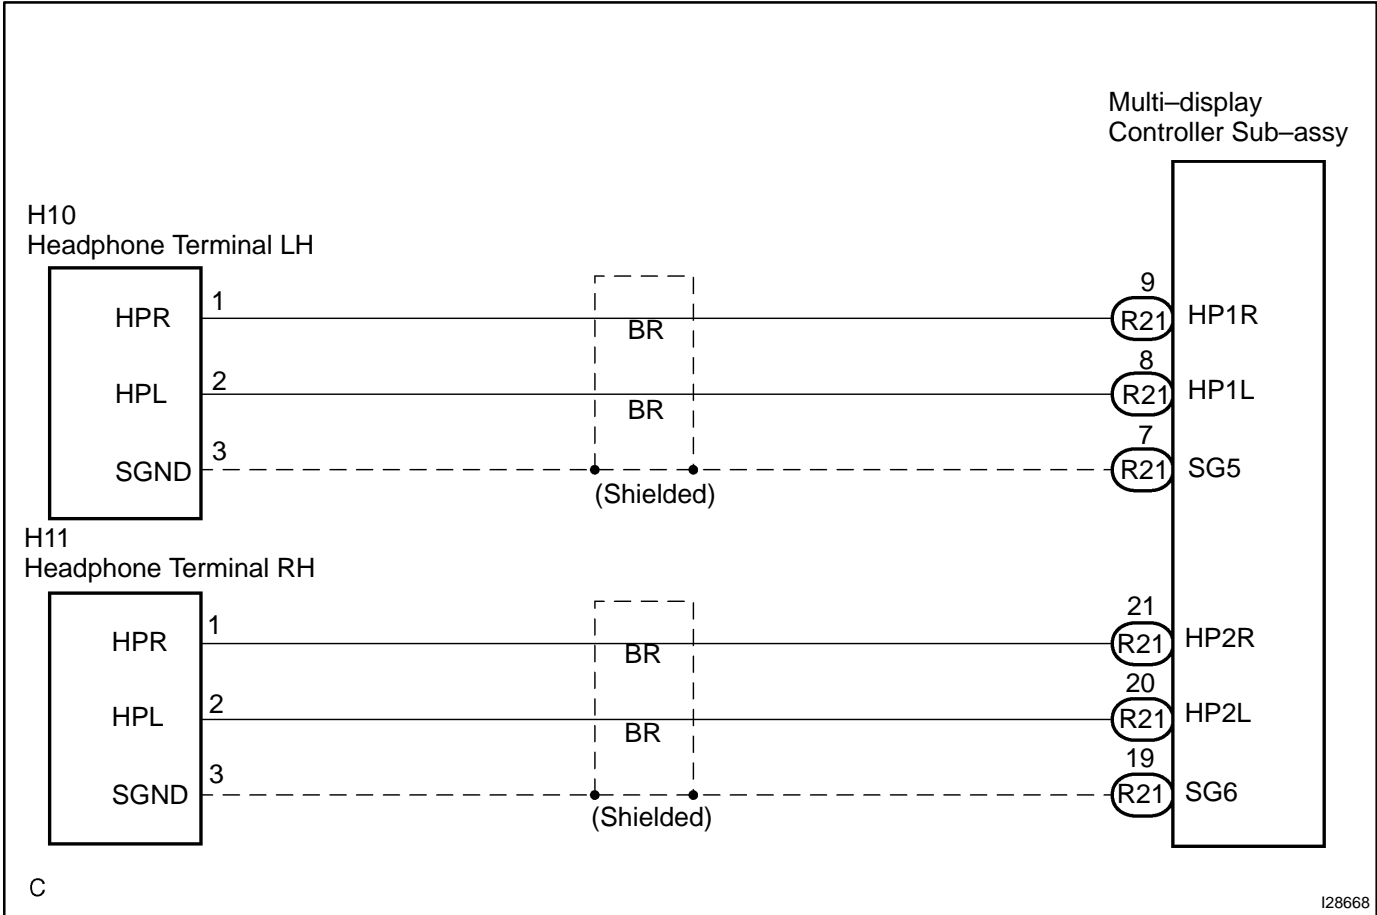 Multi–display
Controller Sub–assy
H10
Headphone Terminal LH
HPR 1 BR 9 R21 HP1R
HPL 2 BR 8 R21 HP1L
SGND 3 7 R21 SG5
(Shielded)
H11
Headphone Terminal RH
HPR 1 BR 21 R21 HP2R
HPL 2 BR 20 R21 HP2L
SGND 3 19 R21 SG6
(Shielded)
C
I28668